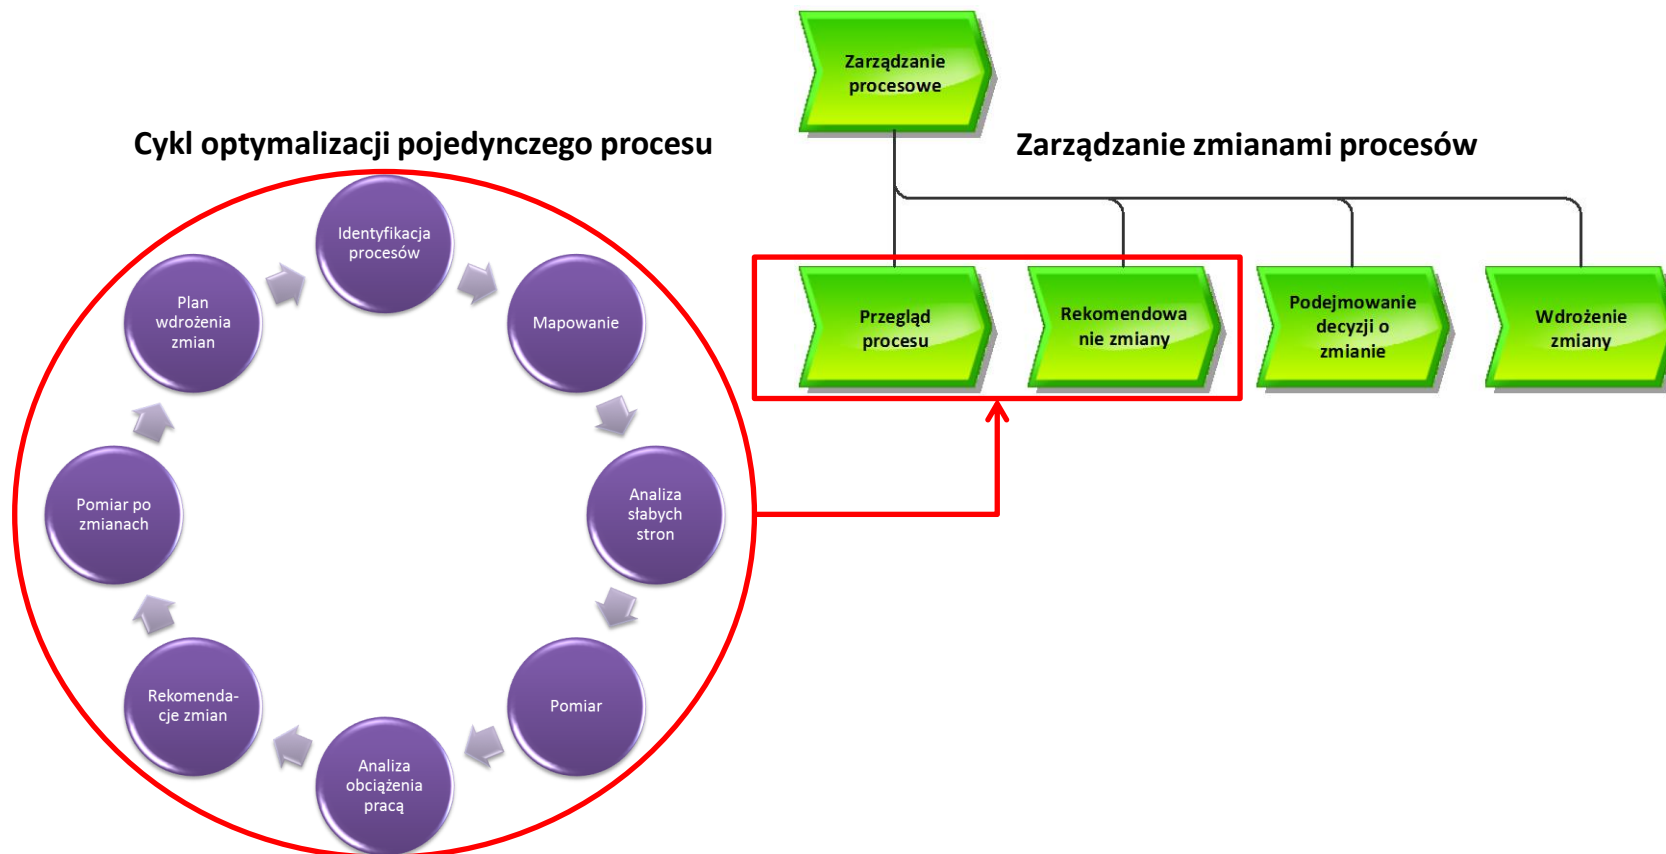 Zarządzanie
procesowe
Cykl optymalizacji pojedynczego procesu
Zarządzanie zmianami procesów
Identyfikacja
procesów
Mapowanie
Analiza
słabych
stron
Pomiar
Analiza
obciążenia
pracą
Rekomenda-
cje zmian
Pomiar po
zmianach
Plan
wdrożenia
zmian
Przegląd
procesu
Rekomendowa
nie zmiany
Podejmowanie
decyzji o
zmianie
Wdrożenie
zmiany